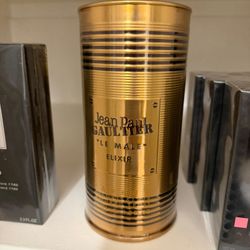 Jean Paul
GAULTIER
"LE MALE"
ELIXIR